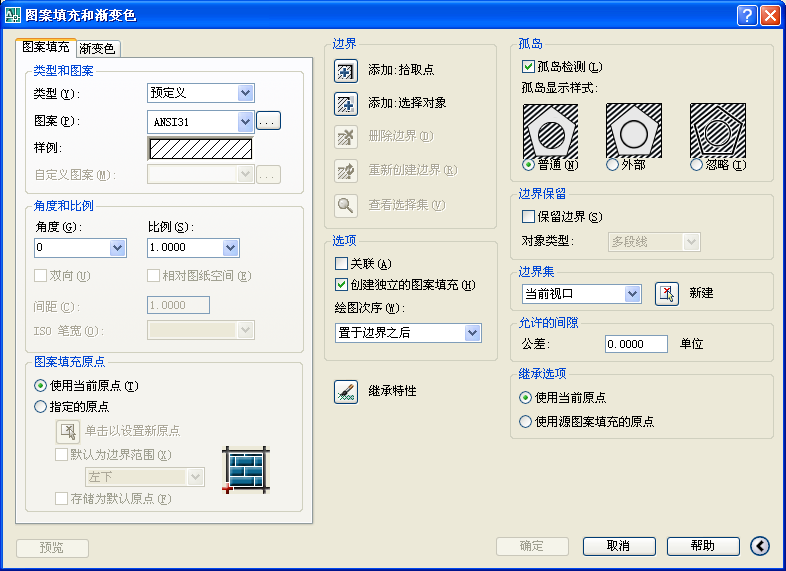 图案填充和渐变色
图案填充 渐变色
类型和图案
类型(Y): 预定义
图案(P): ANSI31 ...
样例:
自定义图案(M): ...
角度和比例
角度(G): 比例(S):
0 1.0000
双向(U) 相对图纸空间(E)
间距(C): 1.0000
ISO 笔宽(O):
图案填充原点
使用当前原点(T)
指定的原点
单击以设置新原点
默认为边界范围(X)
左下
存储为默认原点(F)
预览
边界
添加:拾取点
添加:选择对象
删除边界(D)
重新创建边界(R)
查看选择集(V)
选项
关联(A)
创建独立的图案填充(H)
绘图次序(W):
置于边界之后
继承特性
孤岛
孤岛检测(L)
孤岛显示样式:
普通(N) 外部 忽略(I)
边界保留
保留边界(S)
对象类型: 多段线
边界集
当前视口 新建
允许的间隙
公差: 0.0000 单位
继承选项
使用当前原点
使用源图案填充的原点
确定 取消 帮助